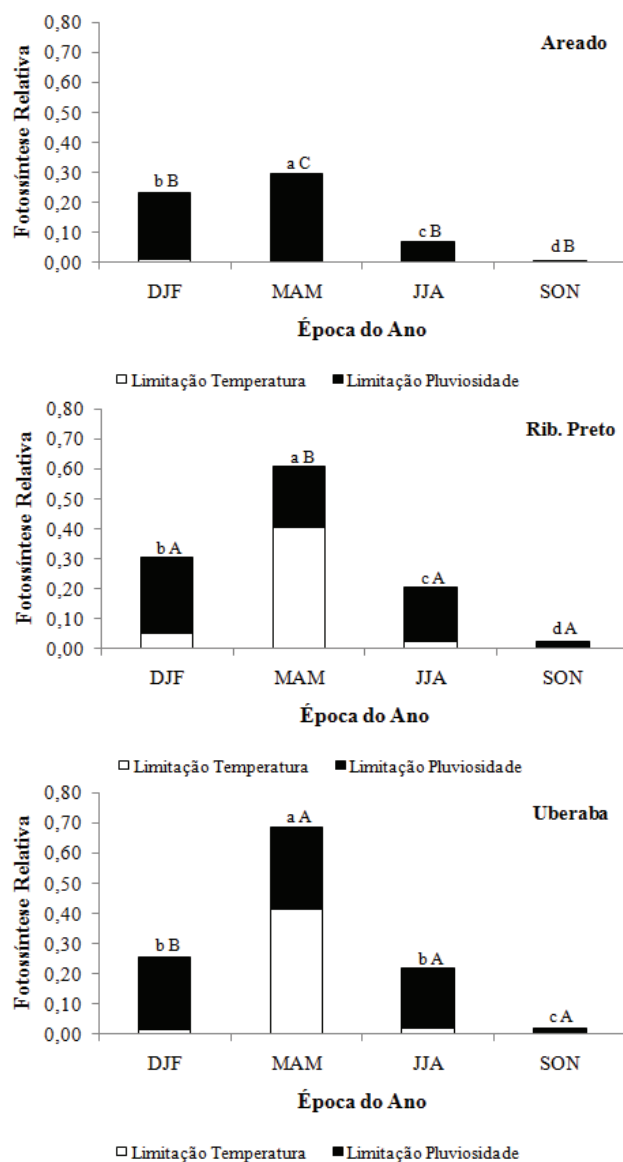 Areado
Fotossíntese Relativa
0,80
0,70
0,60
0,50
0,40
0,30
0,20
0,10
0,00
b B
a C
c B
d B
DJF MAM JJA SON
Época do Ano
Limitação Temperatura Limitação Pluviosidade
Rib. Preto
Fotossíntese Relativa
0,80
0,70
0,60
0,50
0,40
0,30
0,20
0,10
0,00
b A
a B
c A
d A
DJF MAM JJA SON
Época do Ano
Limitação Temperatura Limitação Pluviosidade
Uberaba
Fotossíntese Relativa
0,80
0,70
0,60
0,50
0,40
0,30
0,20
0,10
0,00
b B
a A
b A
c A
DJF MAM JJA SON
Época do Ano
Limitação Temperatura Limitação Pluviosidade